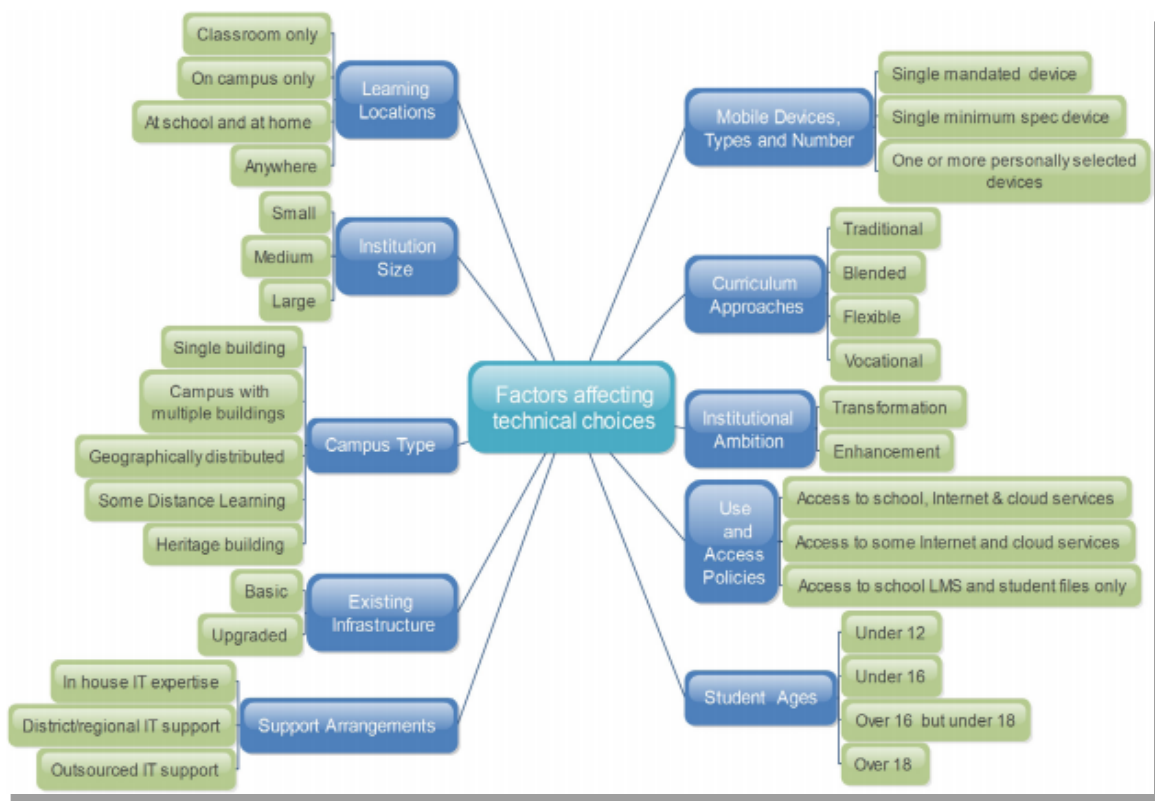 Factors affecting
technical choices
Learning
Locations
Classroom only
On campus only
At school and at home
Anywhere
Institution
Size
Small
Medium
Large
Campus Type
Single building
Campus with
multiple buildings
Geographically distributed
Some Distance Learning
Heritage building
Existing
Infrastructure
Basic
Upgraded
Support Arrangements
In house IT expertise
District/regional IT support
Outsourced IT support
Mobile Devices,
Types and Number
Single mandated device
Single minimum spec device
One or more personally selected
devices
Curriculum
Approaches
Traditional
Blended
Flexible
Vocational
Institutional
Ambition
Transformation
Enhancement
Use
and
Access
Policies
Access to school, Internet & cloud services
Access to some Internet and cloud services
Access to school LMS and student files only
Student Ages
Under 12
Under 16
Over 16 but under 18
Over 18